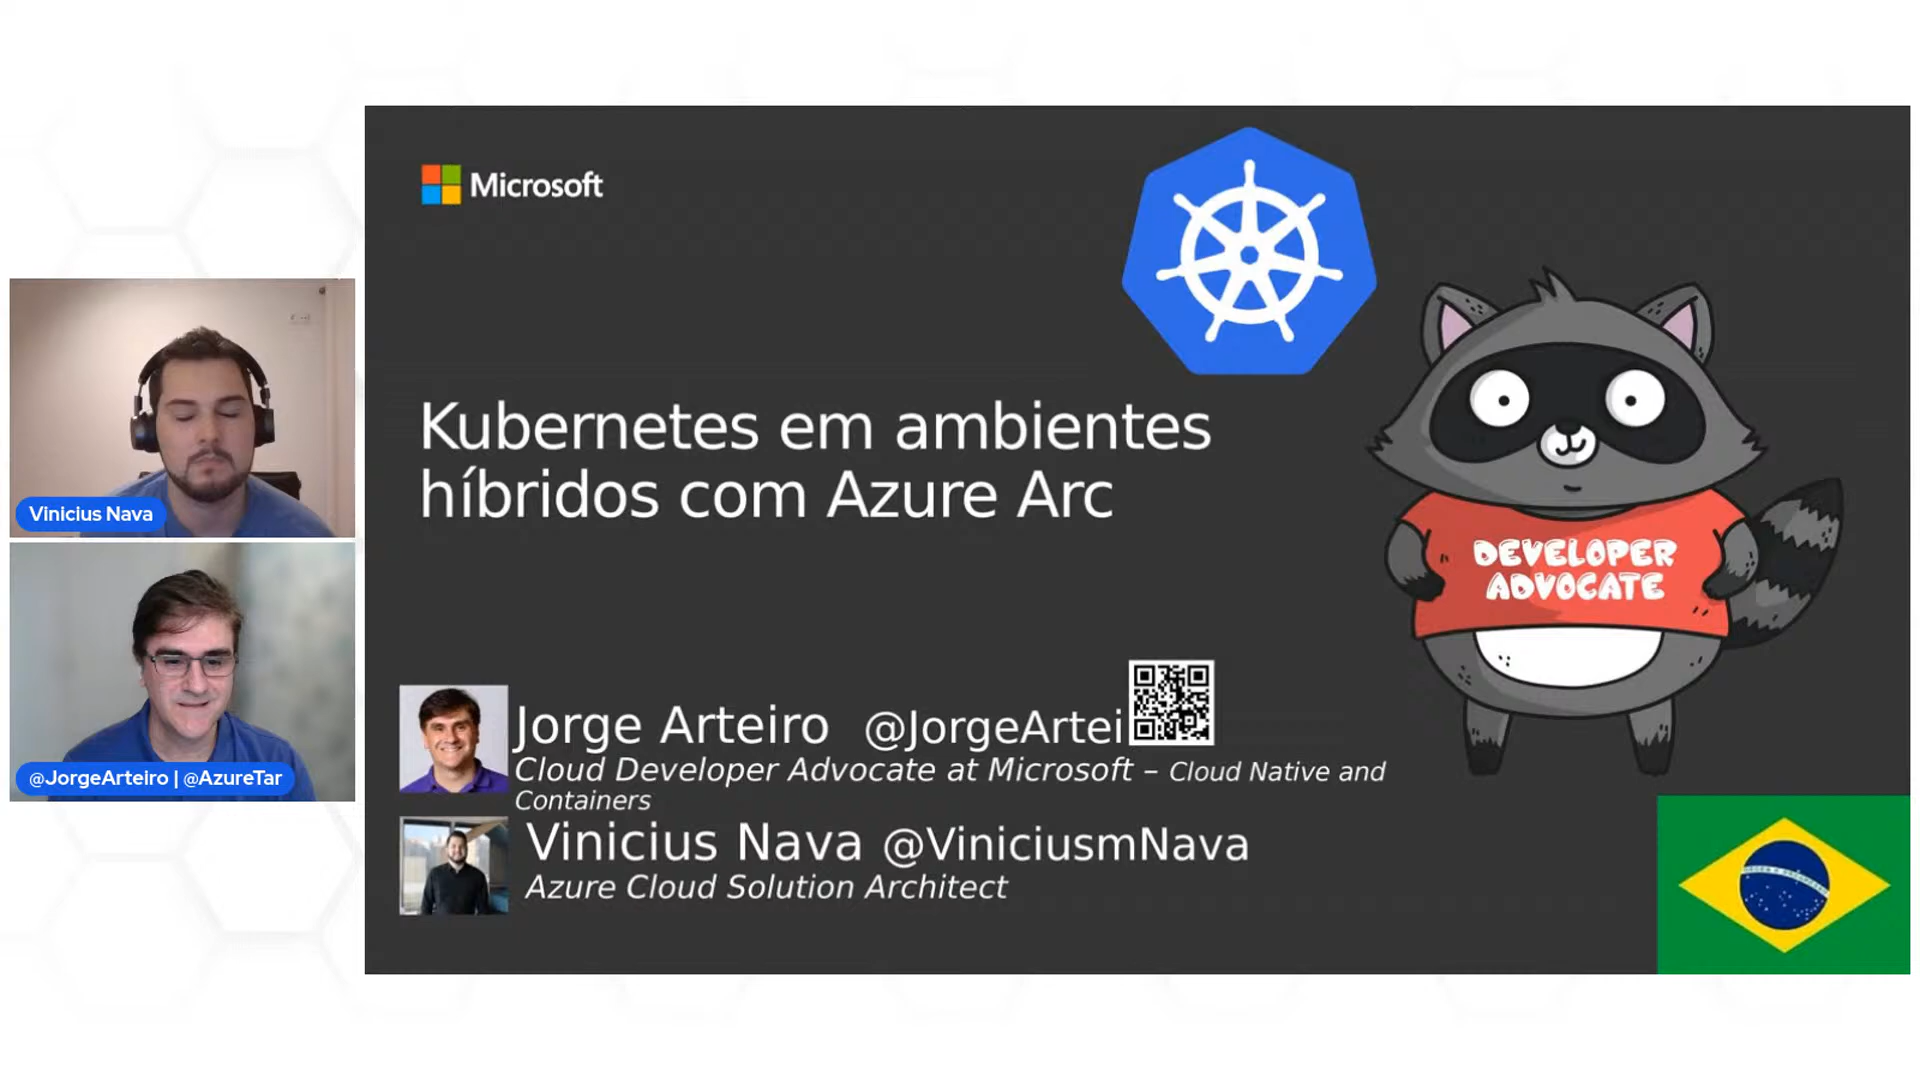 Microsoft
Kubernetes em ambientes
híbridos com Azure Arc
DEVELOPER
ADVOCATE
Vinicius Nava
@JorgeArteiro | @AzureTar
Jorge Arteiro @JorgeArtei
Cloud Developer Advocate at Microsoft – Cloud Native and
Containers
Vinicius Nava @ViniciusmNava
Azure Cloud Solution Architect